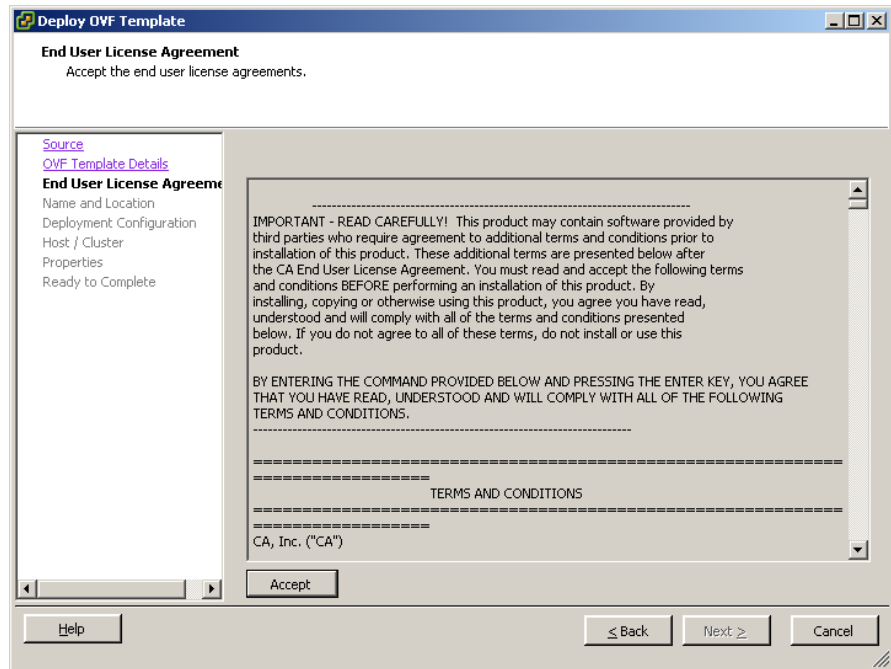 Deploy OVF Template
End User License Agreement
Accept the end user license agreements.
Source
OVF Template Details
End User License Agreeme
Name and Location
Deployment Configuration
Host / Cluster
Properties
Ready to Complete
--------------------------------------------------------------------------------
IMPORTANT - READ CAREFULLY!  This product may contain software provided by
third parties who require agreement to additional terms and conditions prior to
installation of this product. These additional terms are presented below after
the CA End User License Agreement. You must read and accept the following terms
and conditions BEFORE performing an installation of this product. By
installing, copying or otherwise using this product, you agree you have read,
understood and will comply with all of the terms and conditions presented
below. If you do not agree to all of these terms, do not install or use this
product.
BY ENTERING THE COMMAND PROVIDED BELOW AND PRESSING THE ENTER KEY, YOU AGREE
THAT YOU HAVE READ, UNDERSTOOD AND WILL COMPLY WITH ALL OF THE FOLLOWING
TERMS AND CONDITIONS.
--------------------------------------------------------------------------------
============================================================
==================
TERMS AND CONDITIONS
============================================================
==================
CA, Inc. ("CA")
Accept
Help
< Back
Next >
Cancel